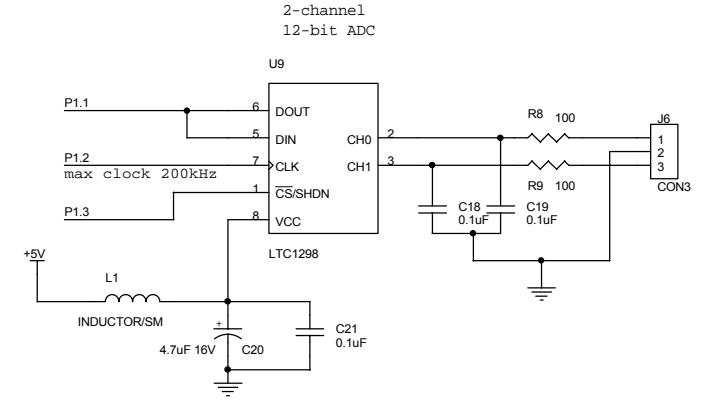 2-channel
12-bit ADC
U9
P1.1
6 DOUT
5 DIN
P1.2
7 CLK
max clock 200kHz
1 CS/SHDN
P1.3
8 VCC
CH0 2
CH1 3
LTC1298
R8 100
R9 100
J6
1
2
3
CON3
C18
0.1uF
C19
0.1uF
+5V
L1
INDUCTOR/SM
+
4.7uF 16V C20
C21
0.1uF